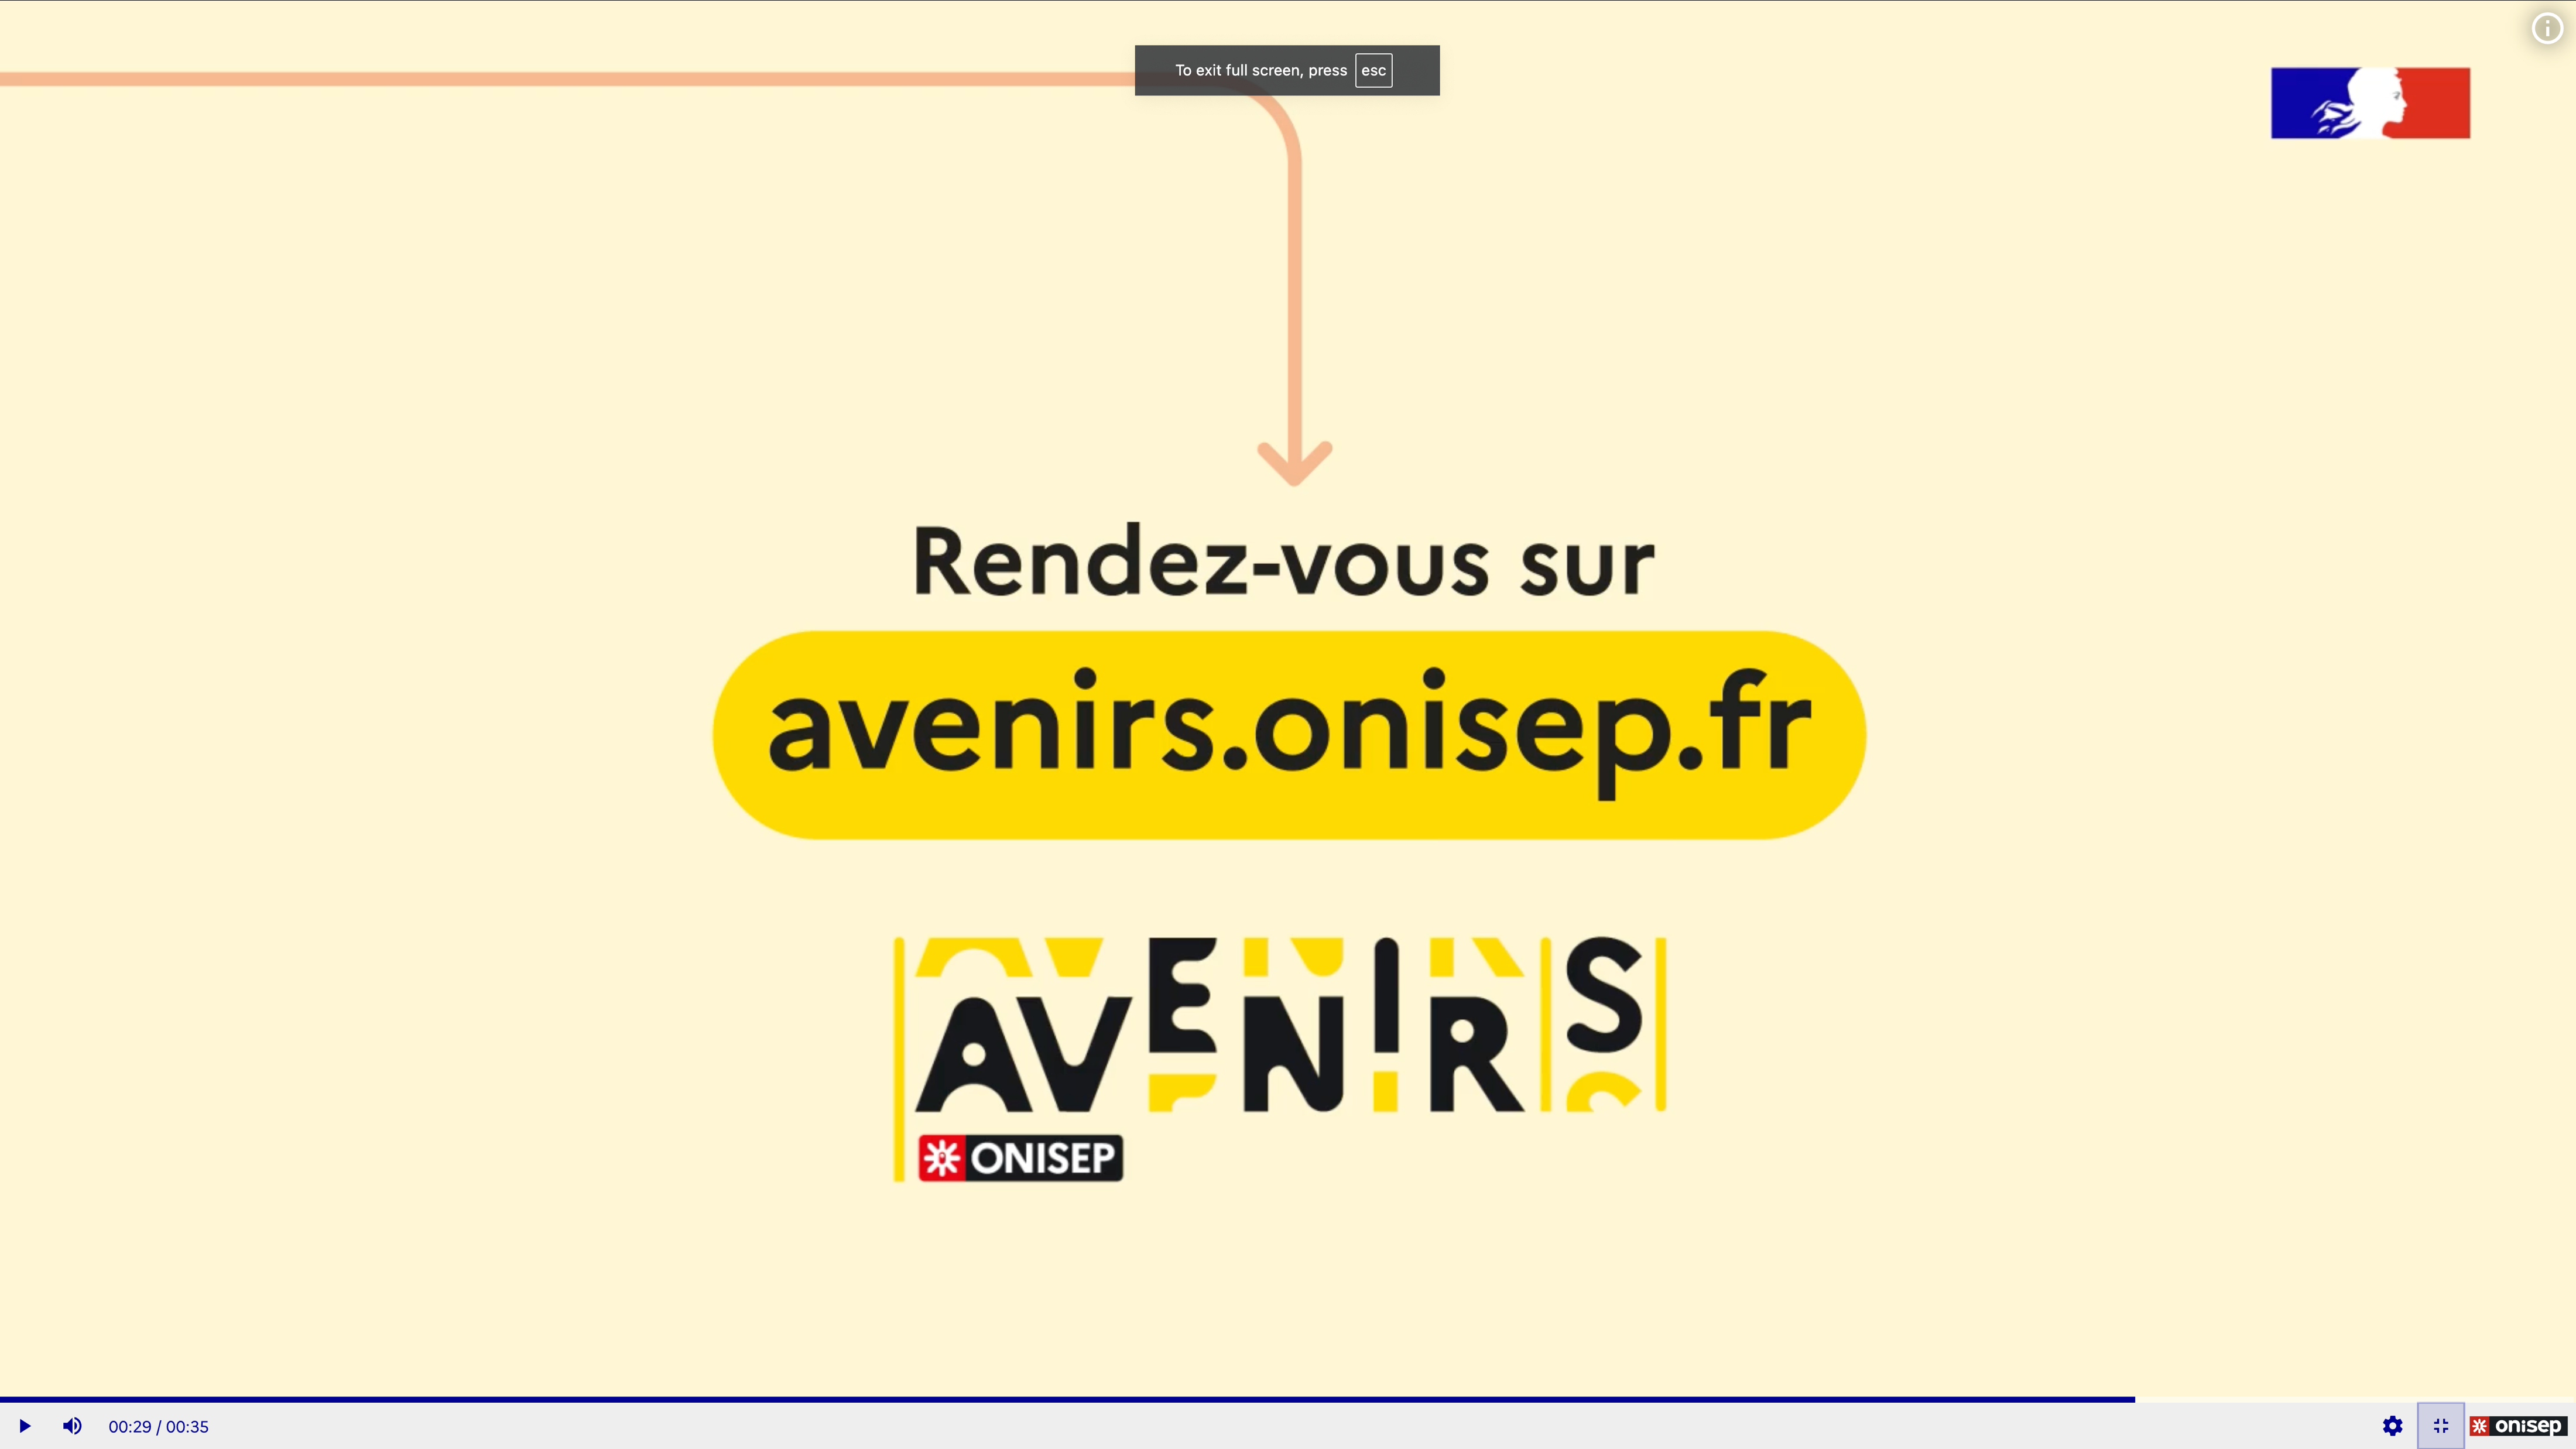 To exit full screen, press esc
Rendez-vous sur
avenirs.onisep.fr
AVENIRS
ONISEP
00:29 / 00:35
onisep